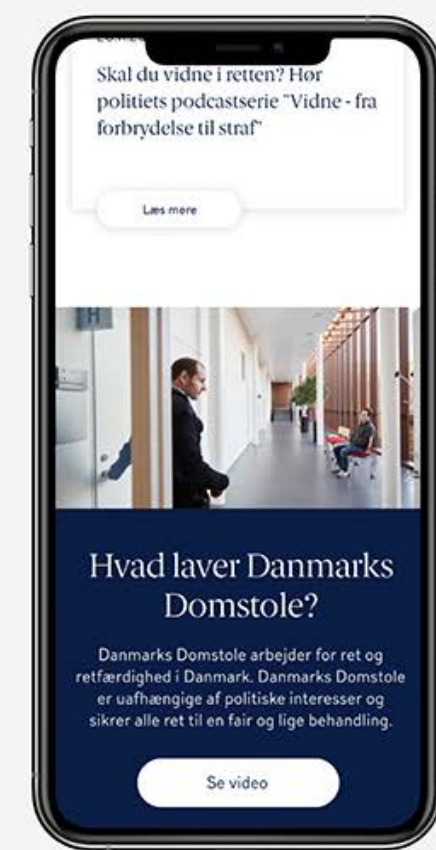 Skal du vidne i retten? Hør
politiets podcastserie "Vidne - fra
forbrydelse til straf"
Læs mere
H
Hvad laver Danmarks
Domstole?
Danmarks Domstole arbejder for ret og
retfærdighed i Danmark. Danmarks Domstole
er uafhængige af politiske interesser og
sikrer alle ret til en fair og lige behandling.
Se video